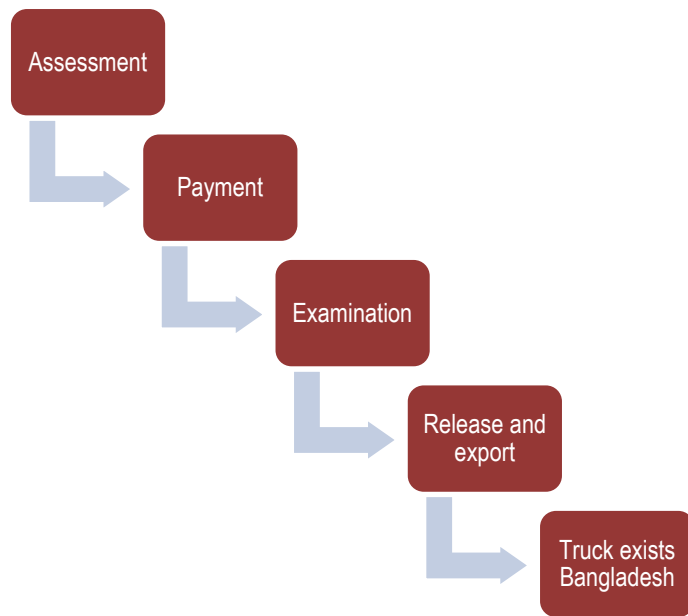 Assessment
Payment
Examination
Release and
export
Truck exists
Bangladesh